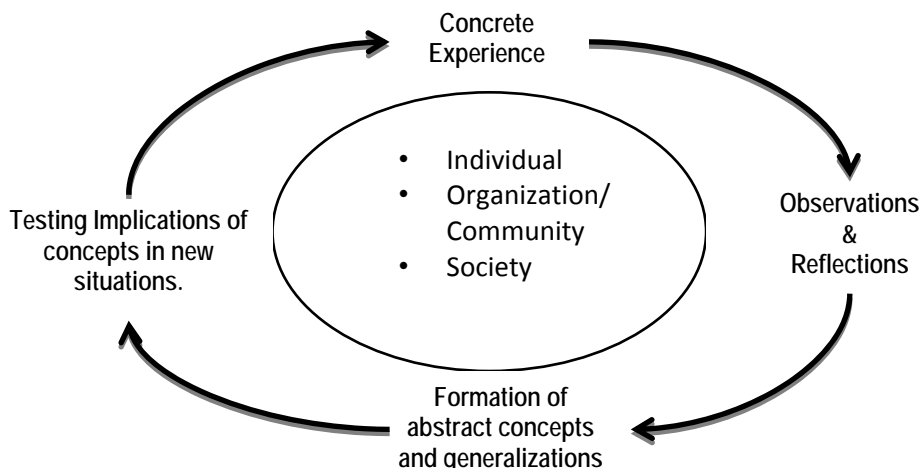 Concrete
Experience
• Individual
• Organization/
Community
• Society
Observations
&
Reflections
Testing Implications of
concepts in new
situations.
Formation of
abstract concepts
and generalizations